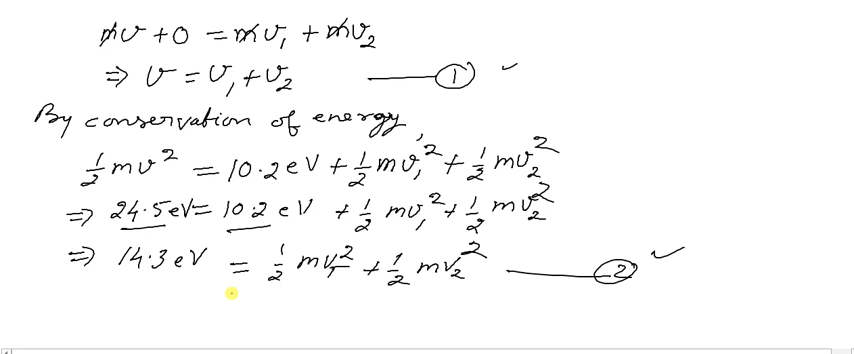 mv + 0 = mv₁ + mv₂
⇒ v = v₁ + v₂ —— ① ✓
By conservation of energy,
½mv² = 10.2 eV + ½mv₁² + ½mv₂²
⇒ 24.5 eV = 10.2 eV + ½mv₁² + ½mv₂²
⇒ 14.3 eV = ½mv₁² + ½mv₂² —— ② ✓